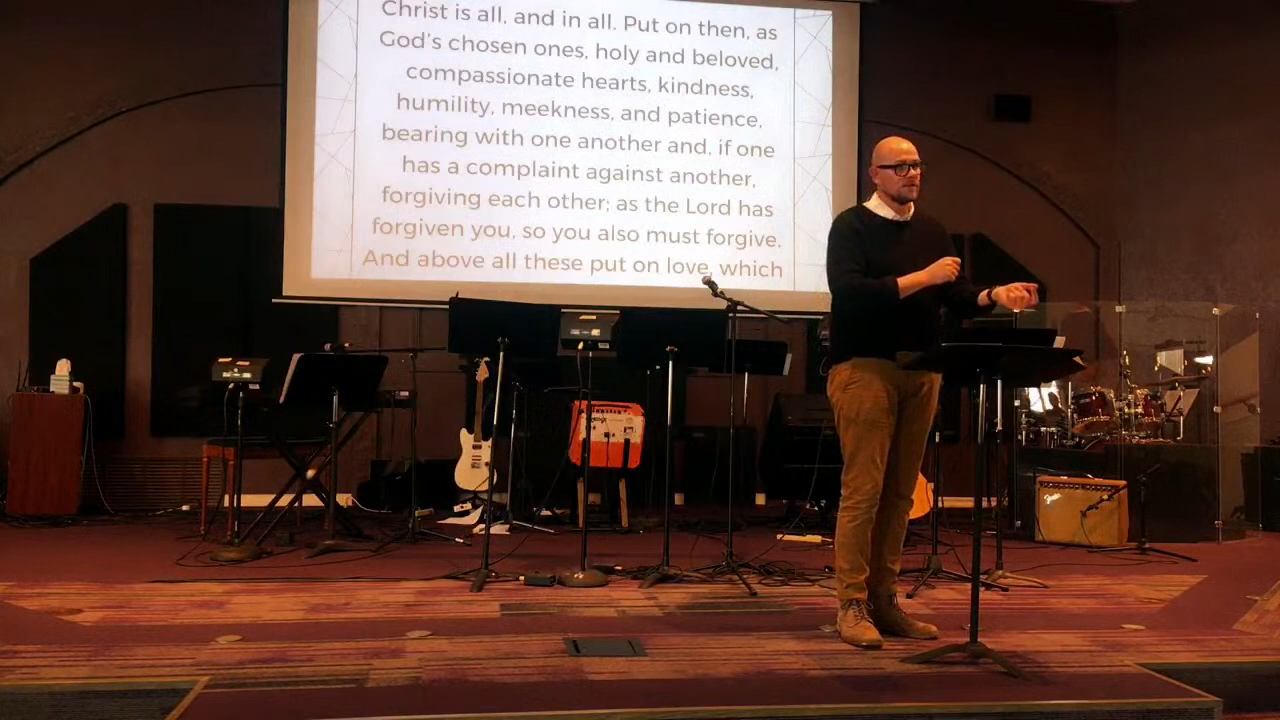 Christ is all, and in all. Put on then, as
God's chosen ones, holy and beloved,
compassionate hearts, kindness,
humility, meekness, and patience,
bearing with one another and, if one
has a complaint against another,
forgiving each other; as the Lord has
forgiven you, so you also must forgive.
And above all these put on love, which
Fender